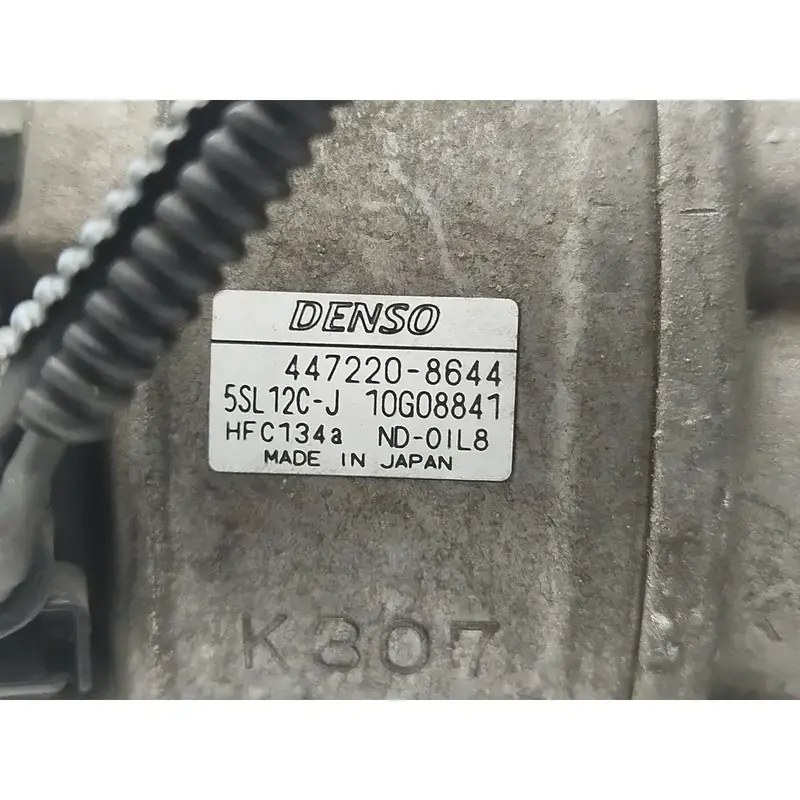 DENSO
447220-8644
5SL12C-J 10G08841
HFC134a ND-OIL8
MADE IN JAPAN
K307